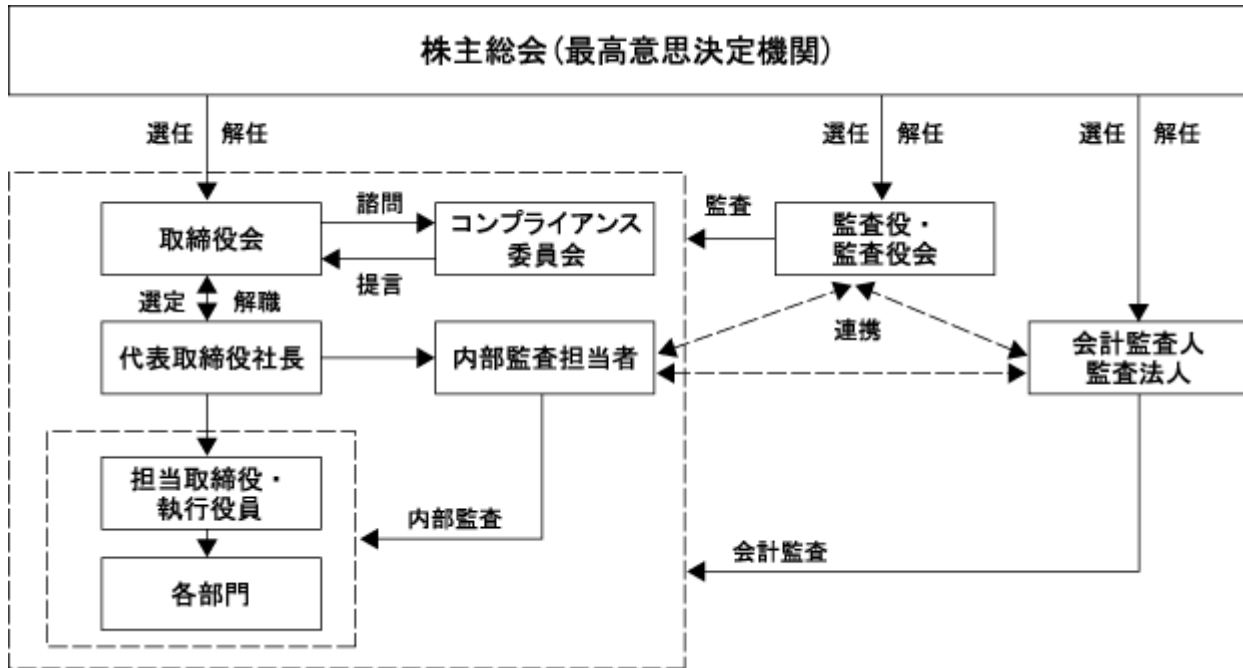 株主総会(最高意思決定機関)
選任 解任
選任 解任
選任 解任
取締役会
諮問
提言
コンプライアンス
委員会
監査
監査役・
監査役会
選定 解職
連携
代表取締役社長
内部監査担当者
会計監査人
監査法人
担当取締役・
執行役員
内部監査
会計監査
各部門